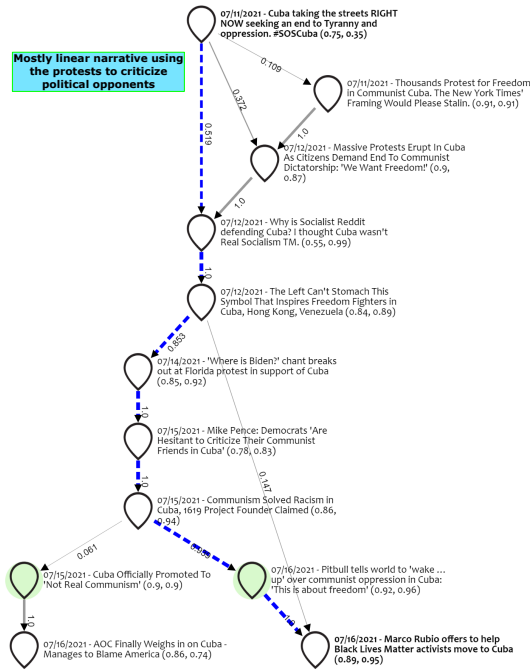 07/11/2021 - Cuba taking the streets RIGHT
NOW seeking an end to Tyranny and
oppression. #SOSCuba (0.75, 0.35)
Mostly linear narrative using
the protests to criticize
political opponents
0.109
07/11/2021 - Thousands Protest for Freedom
in Communist Cuba. The New York Times'
Framing Would Please Stalin. (0.91, 0.91)
0.372
0.519
1.0
07/12/2021 - Massive Protests Erupt In Cuba
As Citizens Demand End To Communist
Dictatorship: 'We Want Freedom!' (0.9,
0.87)
1.0
07/12/2021 - Why is Socialist Reddit
defending Cuba? I thought Cuba wasn't
Real Socialism TM. (0.55, 0.99)
1.0
07/12/2021 - The Left Can't Stomach This
Symbol That Inspires Freedom Fighters in
Cuba, Hong Kong, Venezuela (0.84, 0.89)
0.853
07/14/2021 - 'Where is Biden?' chant breaks
out at Florida protest in support of Cuba
(0.85, 0.92)
1.0
07/15/2021 - Mike Pence: Democrats 'Are
Hesitant to Criticize Their Communist
Friends in Cuba' (0.78, 0.83)
1.0
0.147
07/15/2021 - Communism Solved Racism in
Cuba, 1619 Project Founder Claimed (0.86,
0.94)
0.061
07/15/2021 - Cuba Officially Promoted To
'Not Real Communism' (0.9, 0.9)
07/16/2021 - Pitbull tells world to 'wake ...
up' over communist oppression in Cuba:
'This is about freedom' (0.92, 0.96)
1.0
1.0
07/16/2021 - AOC Finally Weighs in on Cuba -
Manages to Blame America (0.86, 0.74)
07/16/2021 - Marco Rubio offers to help
Black Lives Matter activists move to Cuba
(0.89, 0.95)